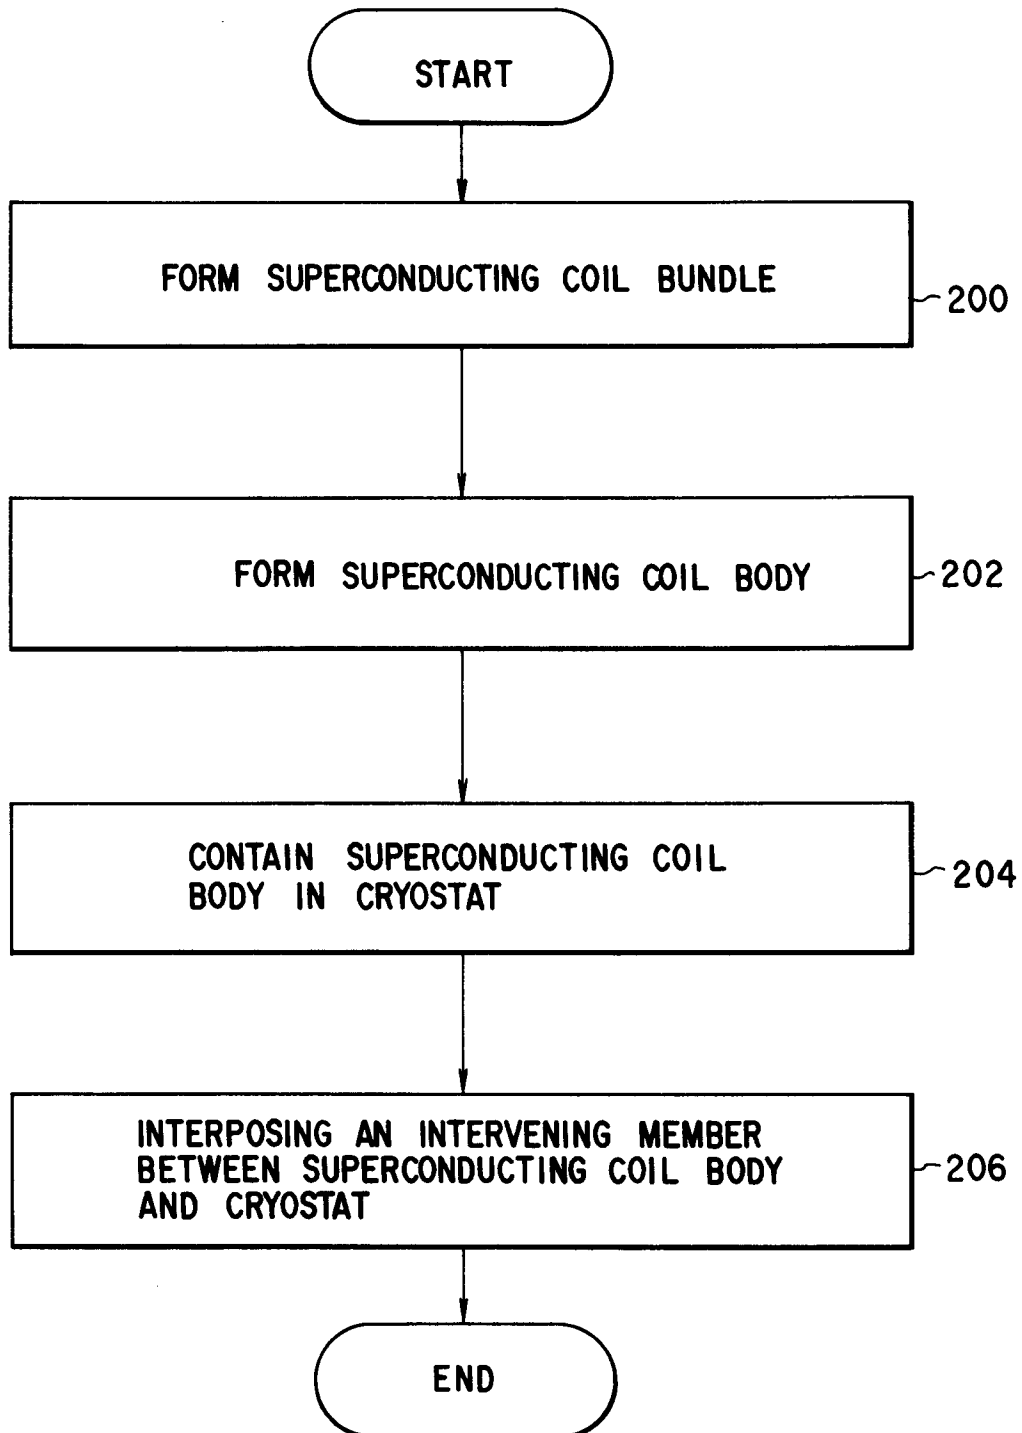 START
FORM SUPERCONDUCTING COIL BUNDLE
200
FORM SUPERCONDUCTING COIL BODY
202
CONTAIN SUPERCONDUCTING COIL
BODY IN CRYOSTAT
204
INTERPOSING AN INTERVENING MEMBER
BETWEEN SUPERCONDUCTING COIL BODY
AND CRYOSTAT
206
END